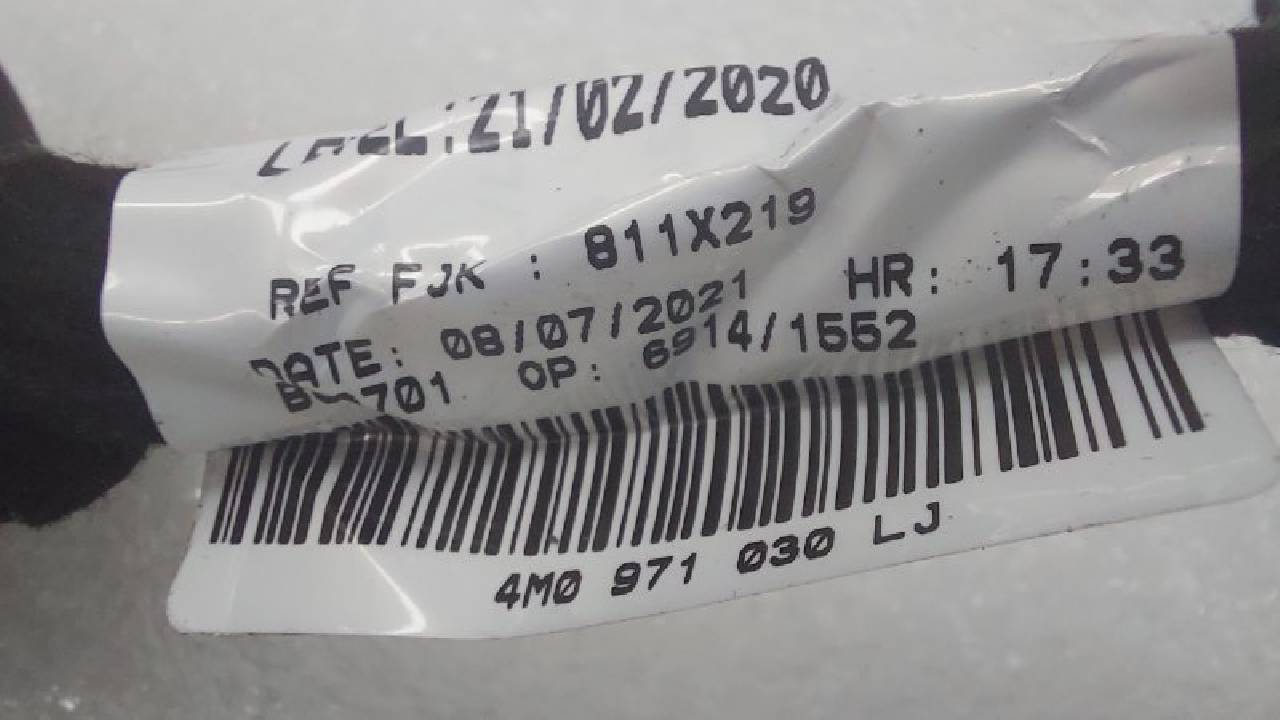 :21/02/2020
REF FJK : 811X219
DATE: 08/07/2021 HR: 17:33
OP: 6914/1552
4M0 971 030 LJ